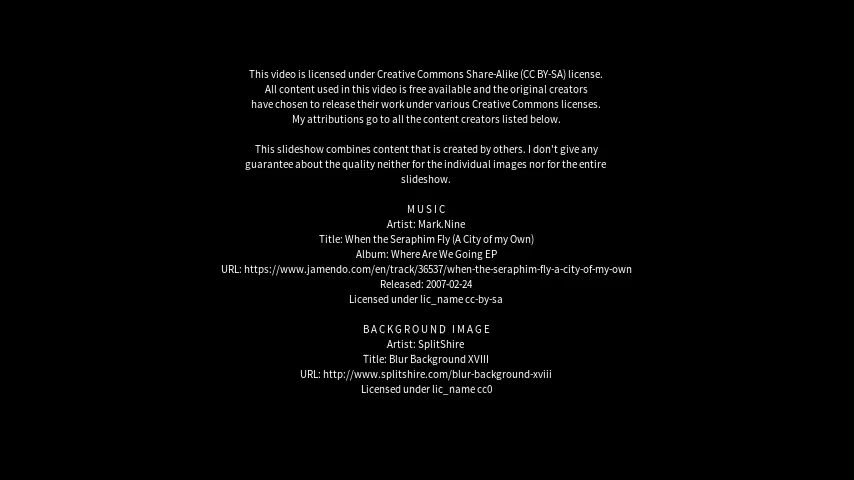 This video is licensed under Creative Commons Share-Alike (CC BY-SA) license.
All content used in this video is free available and the original creators
have chosen to release their work under various Creative Commons licenses.
My attributions go to all the content creators listed below.
This slideshow combines content that is created by others. I don't give any
guarantee about the quality neither for the individual images nor for the entire
slideshow.
MUSIC
Artist: Mark.Nine
Title: When the Seraphim Fly (A City of my Own)
Album: Where Are We Going EP
URL: https://www.jamendo.com/en/track/36537/when-the-seraphim-fly-a-city-of-my-own
Released: 2007-02-24
Licensed under lic_name cc-by-sa
BACKGROUND IMAGE
Artist: SplitShire
Title: Blur Background XVIII
URL: http://www.splitshire.com/blur-background-xviii
Licensed under lic_name cc0